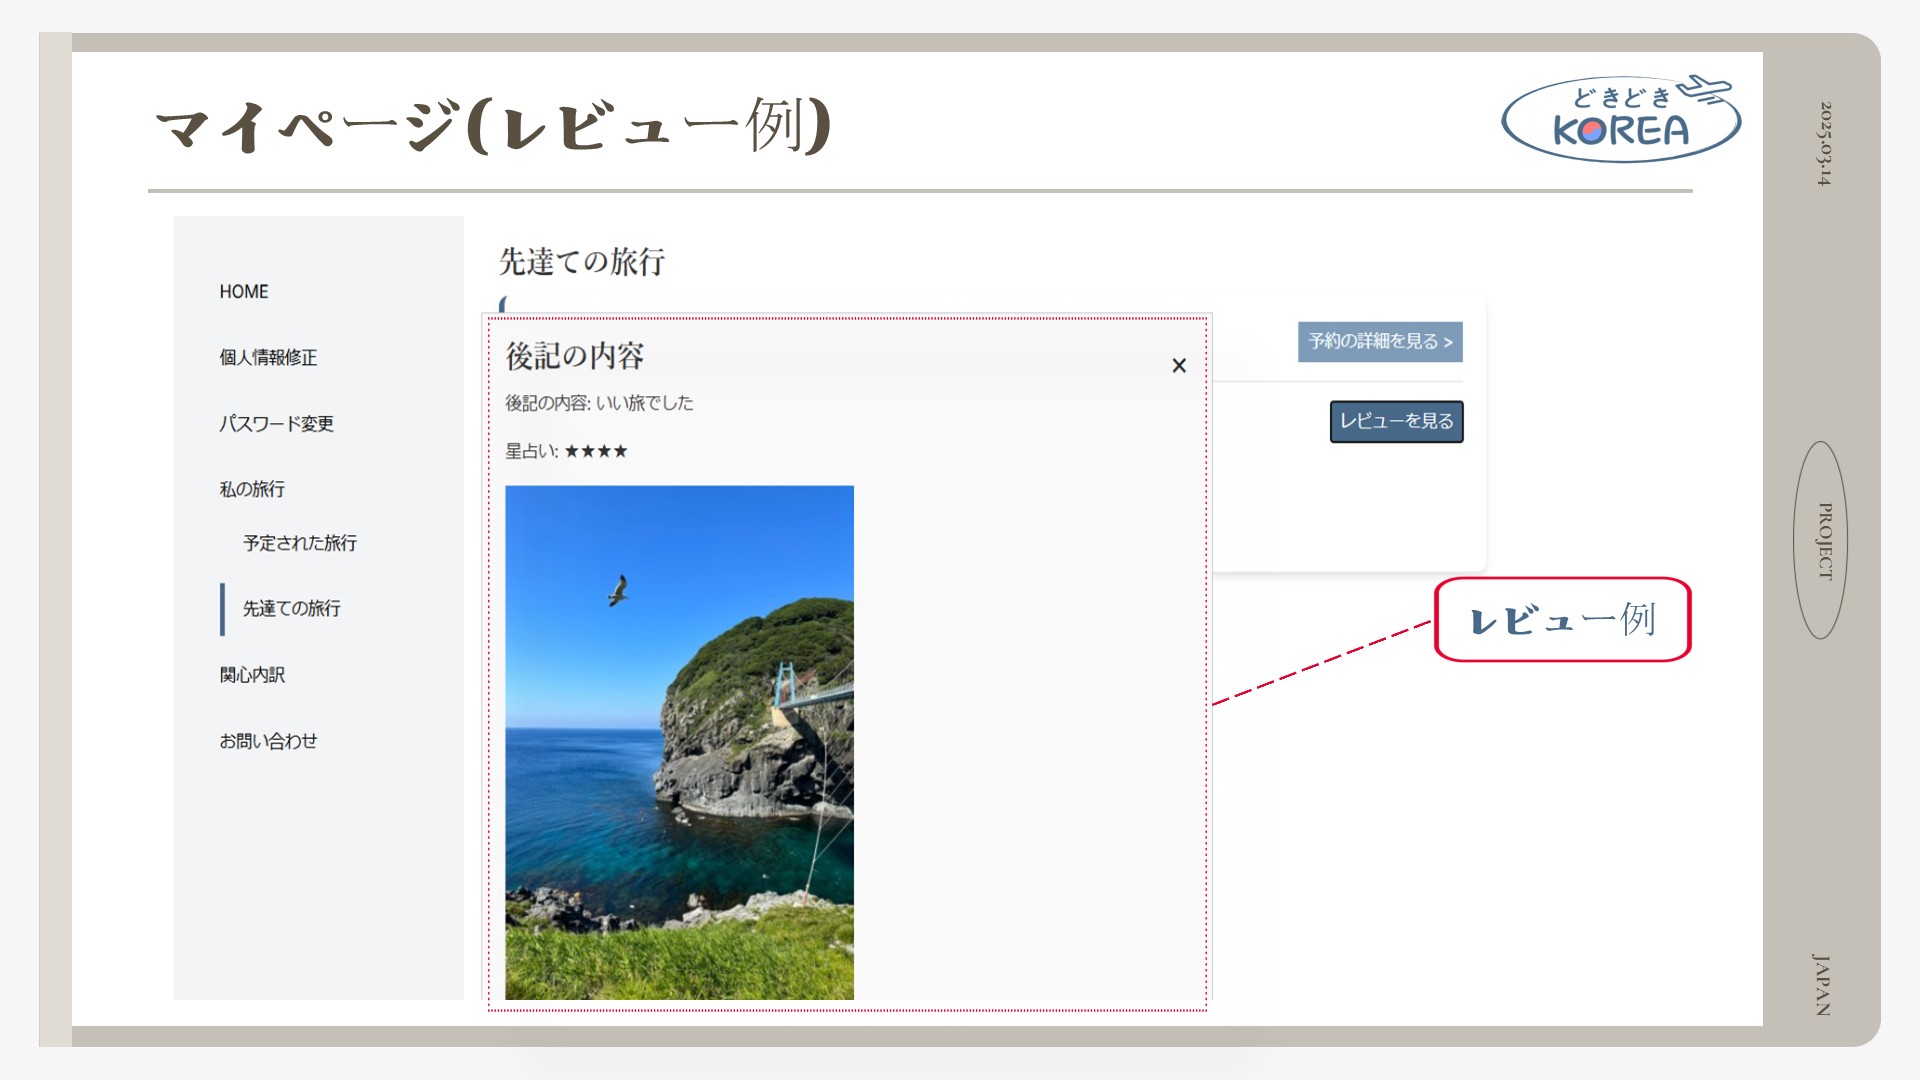 マイページ(レビュー例)
どきどき
KOREA
2025.03.14
HOME
個人情報修正
パスワード変更
私の旅行
予定された旅行
先達ての旅行
関心内訳
お問い合わせ
先達ての旅行
予約の詳細を見る >
レビューを見る
後記の内容
×
後記の内容: いい旅でした
星占い: ★★★★
レビュー例
PROJECT
JAPAN